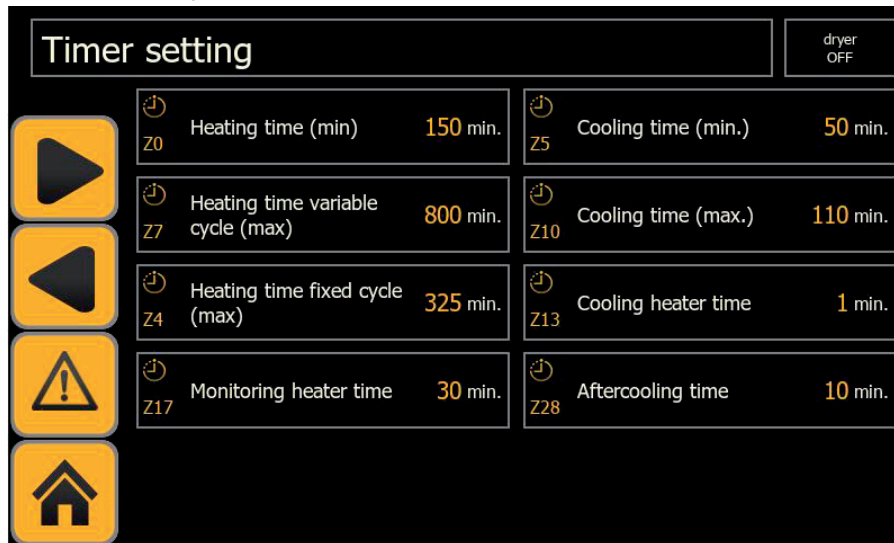 Timer setting
dryer
OFF
Z0
Heating time (min)
150 min.
Z5
Cooling time (min.)
50 min.
Z7
Heating time variable
cycle (max)
800 min.
Z10
Cooling time (max.)
110 min.
Z4
Heating time fixed cycle
(max)
325 min.
Z13
Cooling heater time
1 min.
Z17
Monitoring heater time
30 min.
Z28
Aftercooling time
10 min.